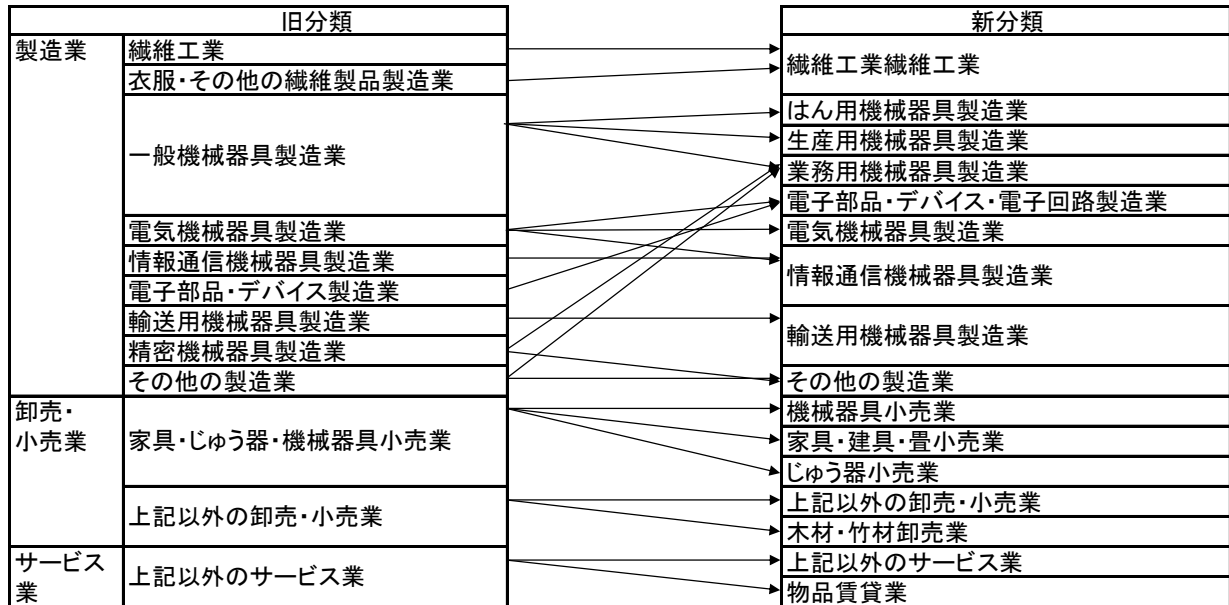 旧分類
新分類
製造業
繊維工業
衣服・その他の繊維製品製造業
一般機械器具製造業
電気機械器具製造業
情報通信機械器具製造業
電子部品・デバイス製造業
輸送用機械器具製造業
精密機械器具製造業
その他の製造業
卸売・
小売業
家具・じゅう器・機械器具小売業
上記以外の卸売・小売業
サービス
業
上記以外のサービス業
繊維工業繊維工業
はん用機械器具製造業
生産用機械器具製造業
業務用機械器具製造業
電子部品・デバイス・電子回路製造業
電気機械器具製造業
情報通信機械器具製造業
輸送用機械器具製造業
その他の製造業
機械器具小売業
家具・建具・畳小売業
じゅう器小売業
上記以外の卸売・小売業
木材・竹材卸売業
上記以外のサービス業
物品賃貸業